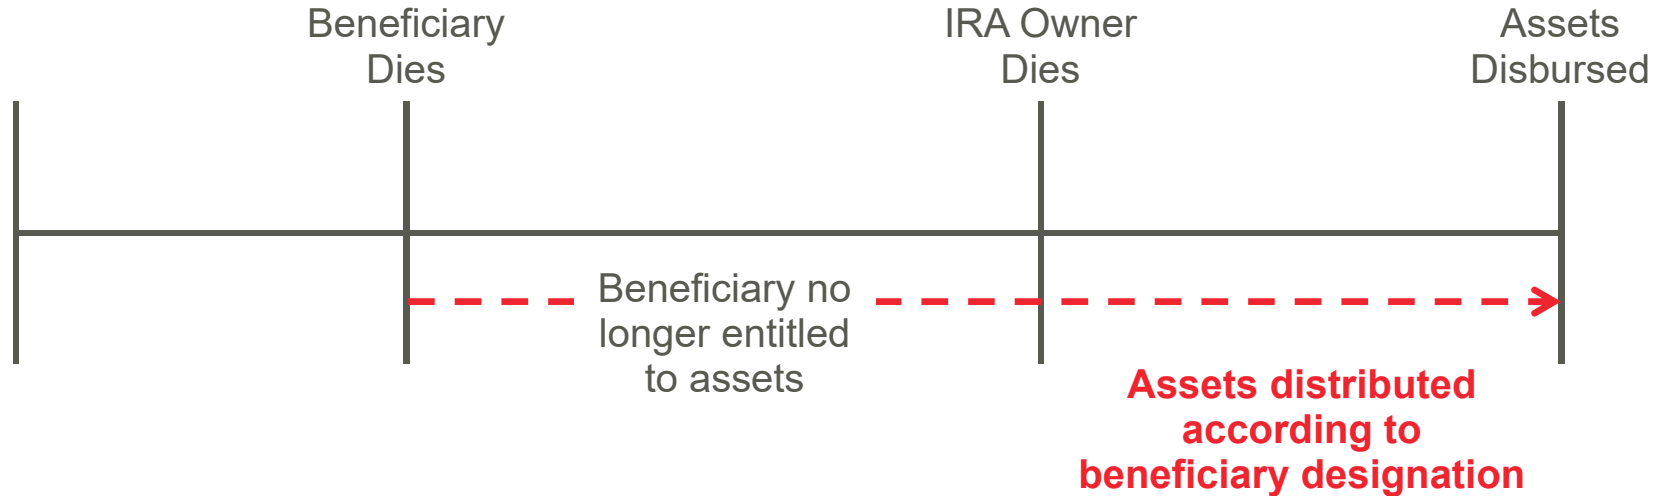 Beneficiary
Dies
IRA Owner
Dies
Assets
Disbursed
Beneficiary no
longer entitled
to assets
Assets distributed
according to
beneficiary designation